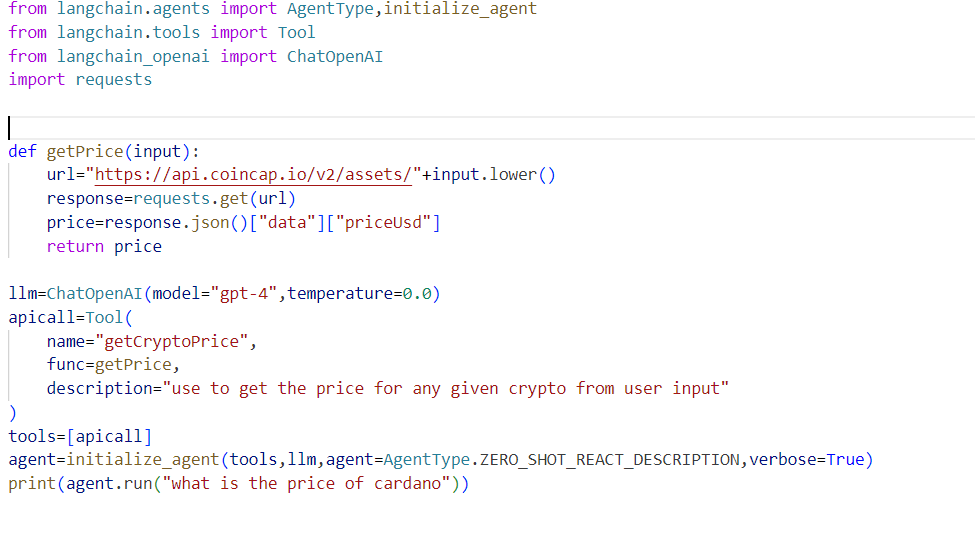 from langchain.agents import AgentType,initialize_agent
from langchain.tools import Tool
from langchain_openai import ChatOpenAI
import requests
def getPrice(input):
    url="https://api.coincap.io/v2/assets/"+input.lower()
    response=requests.get(url)
    price=response.json()["data"]["priceUsd"]
    return price
llm=ChatOpenAI(model="gpt-4",temperature=0.0)
apicall=Tool(
    name="getCryptoPrice",
    func=getPrice,
    description="use to get the price for any given crypto from user input"
)
tools=[apicall]
agent=initialize_agent(tools,llm,agent=AgentType.ZERO_SHOT_REACT_DESCRIPTION,verbose=True)
print(agent.run("what is the price of cardano"))